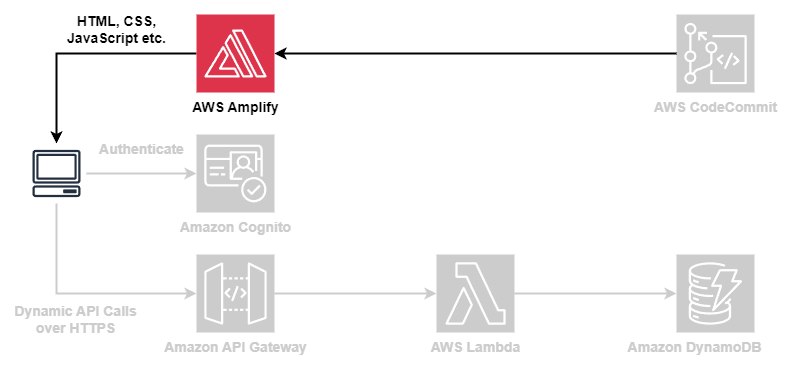 HTML, CSS,
JavaScript etc.
AWS Amplify
AWS CodeCommit
Authenticate
Amazon Cognito
Dynamic API Calls
over HTTPS
Amazon API Gateway
AWS Lambda
Amazon DynamoDB